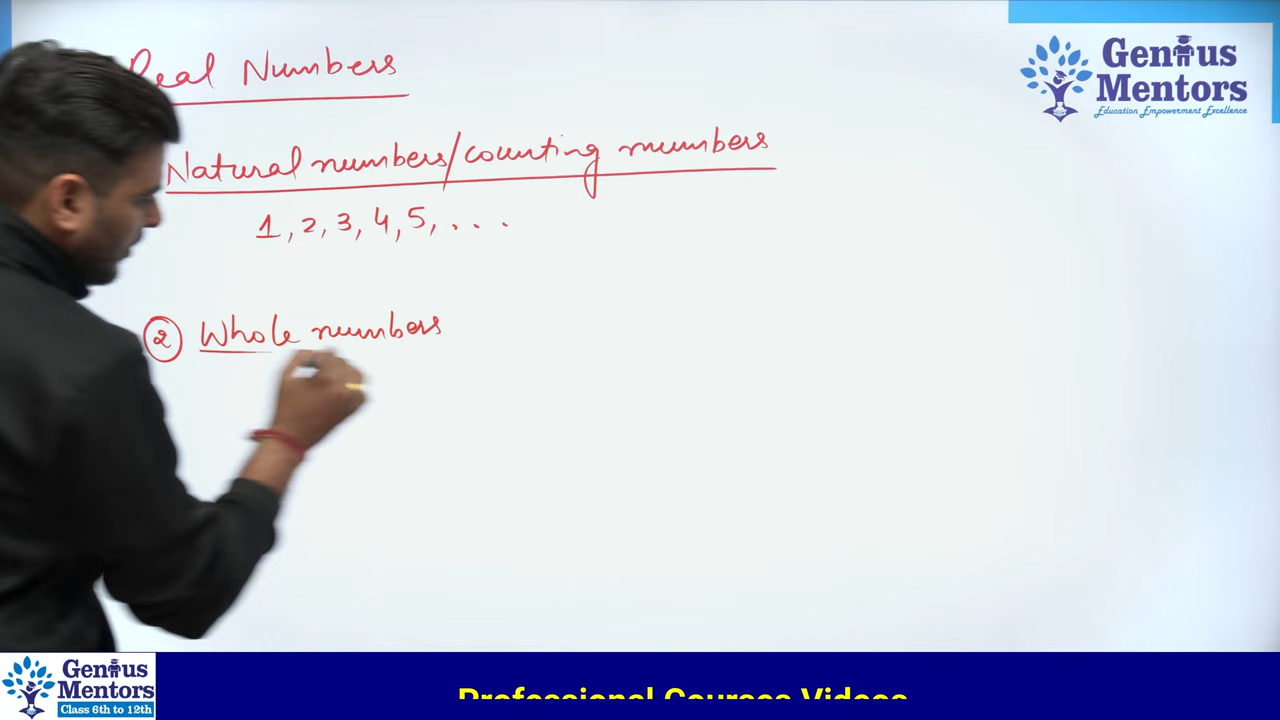 Real Numbers
Natural numbers/counting numbers
1, 2, 3, 4, 5, . . .
② Whole numbers
Genius
Mentors
Education Empowerment Excellence
Genius
Mentors
Class 6th to 12th
Professional Courses Videos